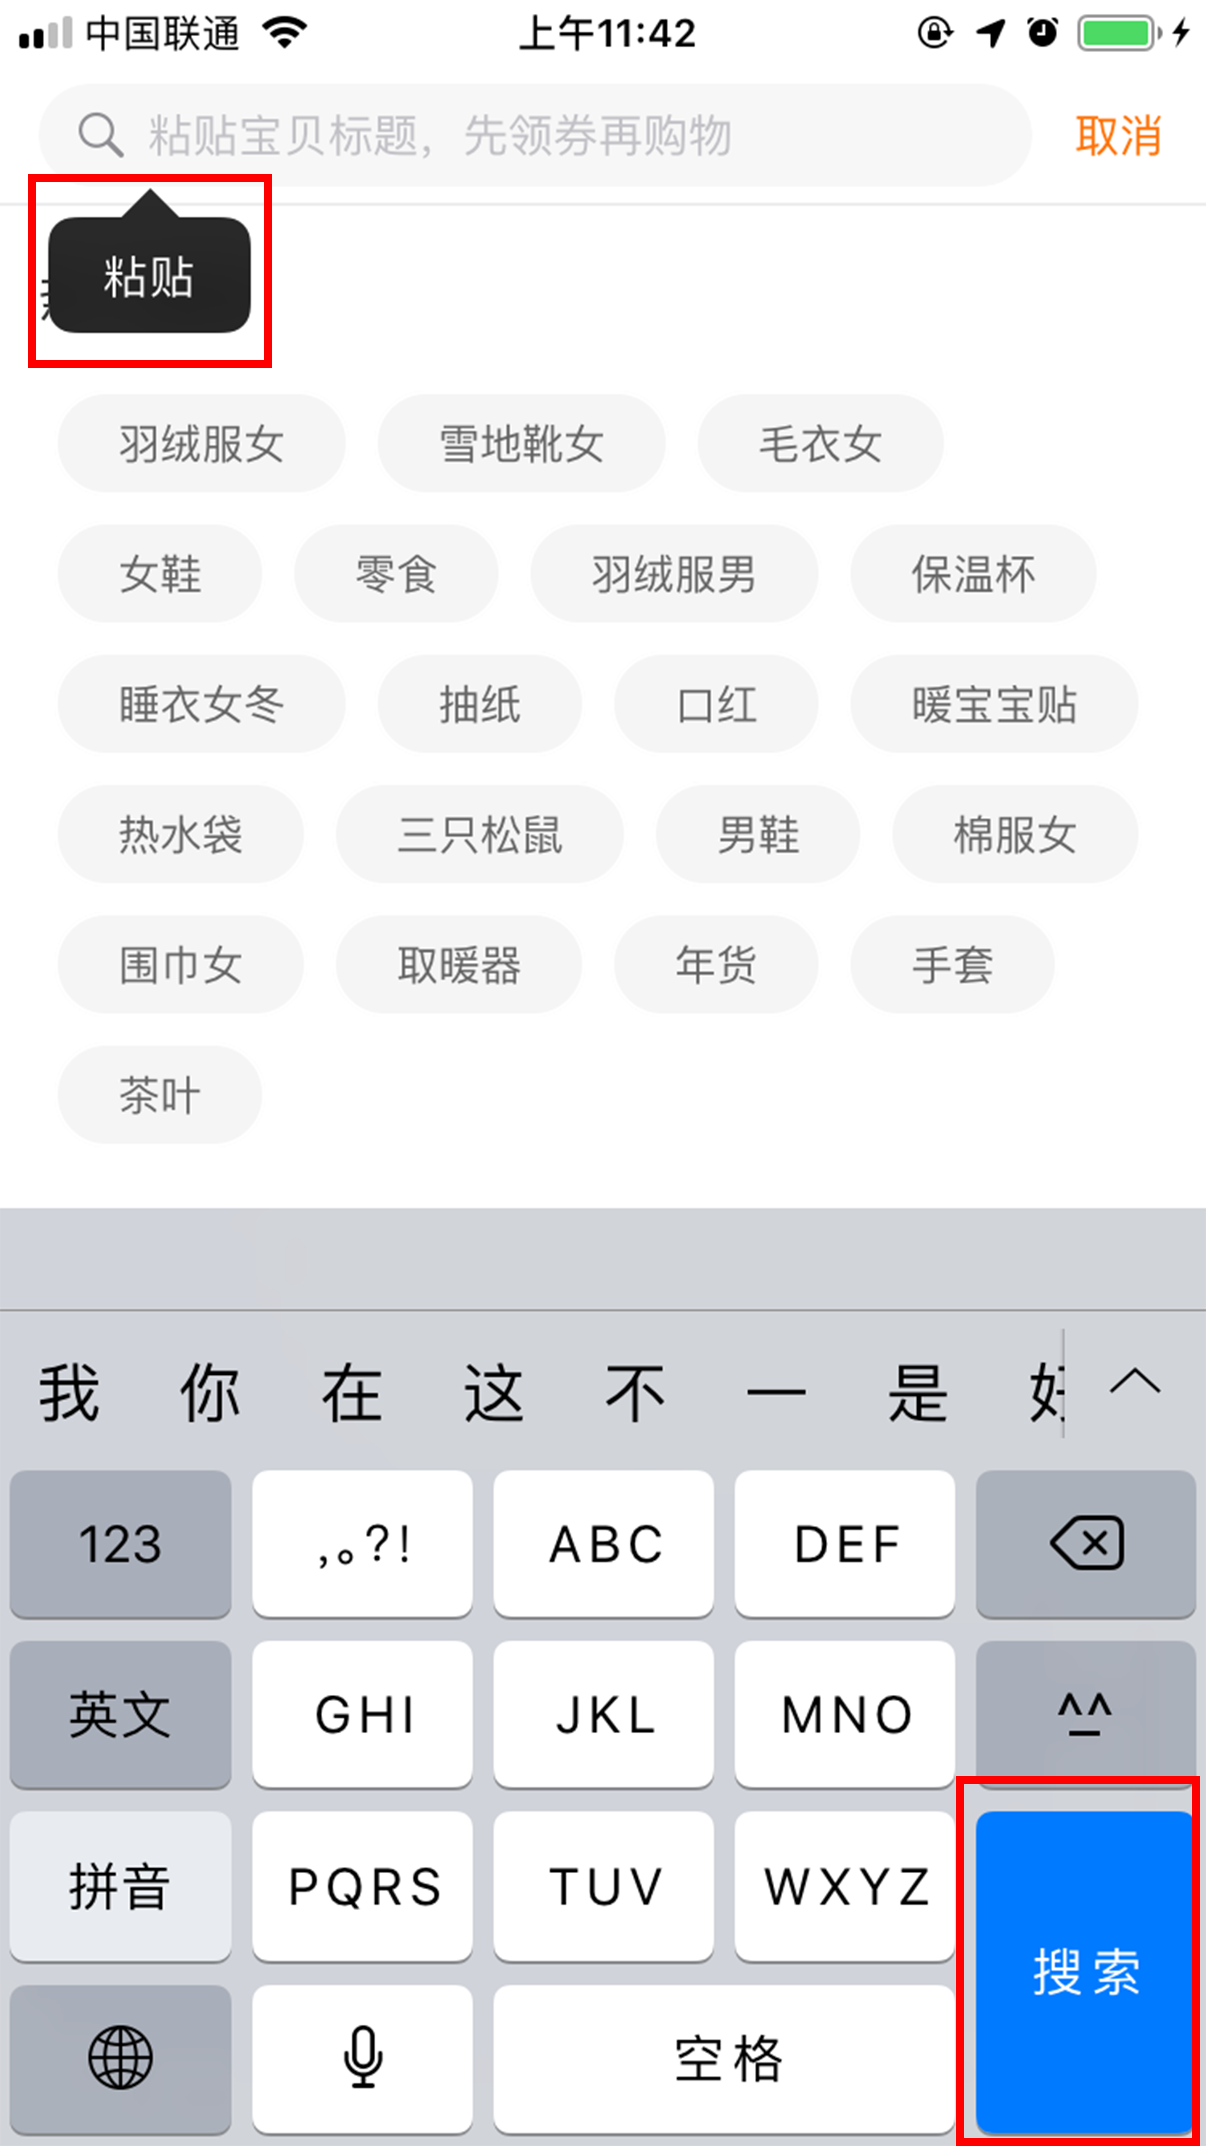 中国联通 上午11:42
粘贴宝贝标题，先领券再购物 取消
粘贴
羽绒服女 雪地靴女 毛衣女
女鞋 零食 羽绒服男 保温杯
睡衣女冬 抽纸 口红 暖宝宝贴
热水袋 三只松鼠 男鞋 棉服女
围巾女 取暖器 年货 手套
茶叶
我 你 在 这 不 一 是 好
123 ,。?! ABC DEF
英文 GHI JKL MNO ^_^
拼音 PQRS TUV WXYZ
搜索
空格